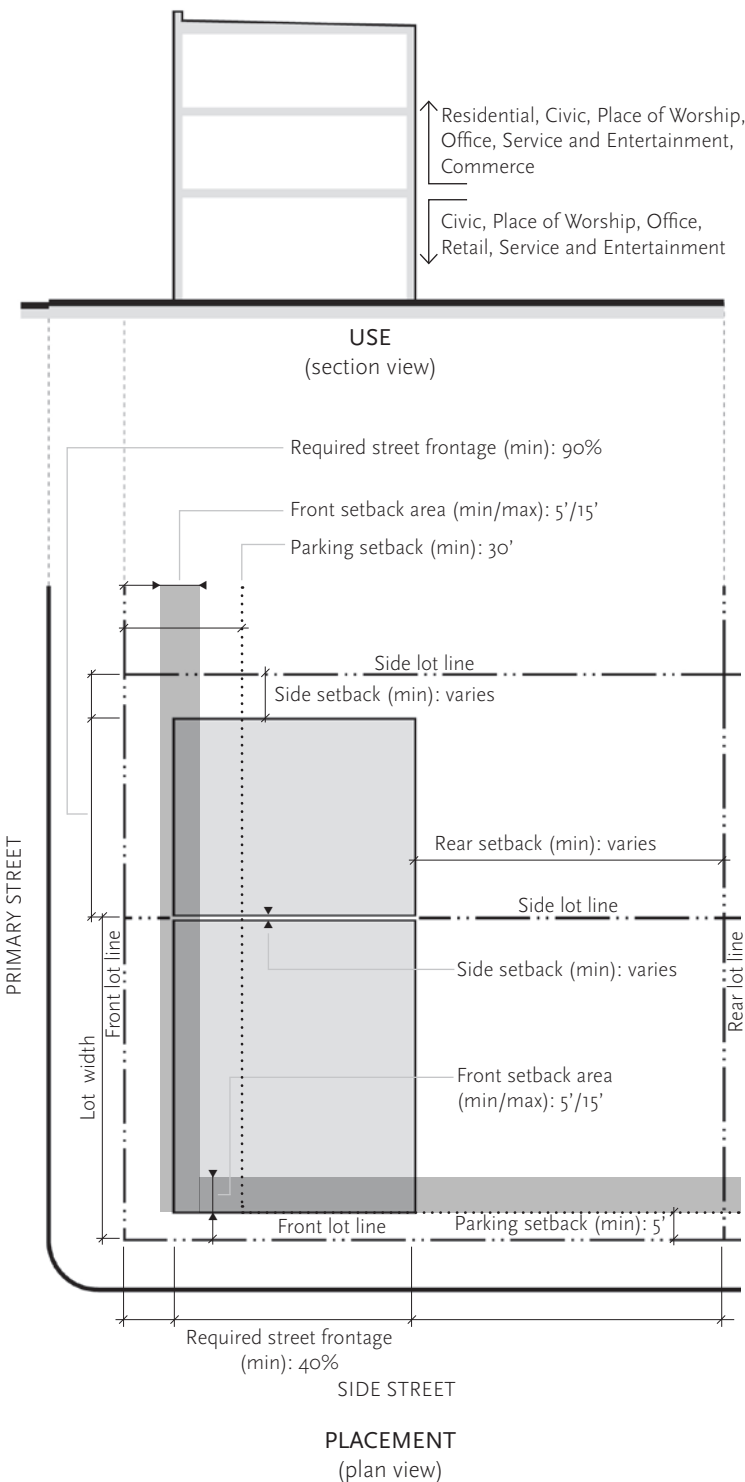 Residential, Civic, Place of Worship,
Office, Service and Entertainment,
Commerce
Civic, Place of Worship, Office,
Retail, Service and Entertainment
USE
(section view)
Required street frontage (min): 90%
Front setback area (min/max): 5’/15’
Parking setback (min): 30’
Side lot line
Side setback (min): varies
Rear setback (min): varies
PRIMARY STREET
Side lot line
Front lot line
Rear lot line
Side setback (min): varies
Lot width
Front setback area
(min/max): 5’/15’
Front lot line
Parking setback (min): 5’
Required street frontage
(min): 40%
SIDE STREET
PLACEMENT
(plan view)